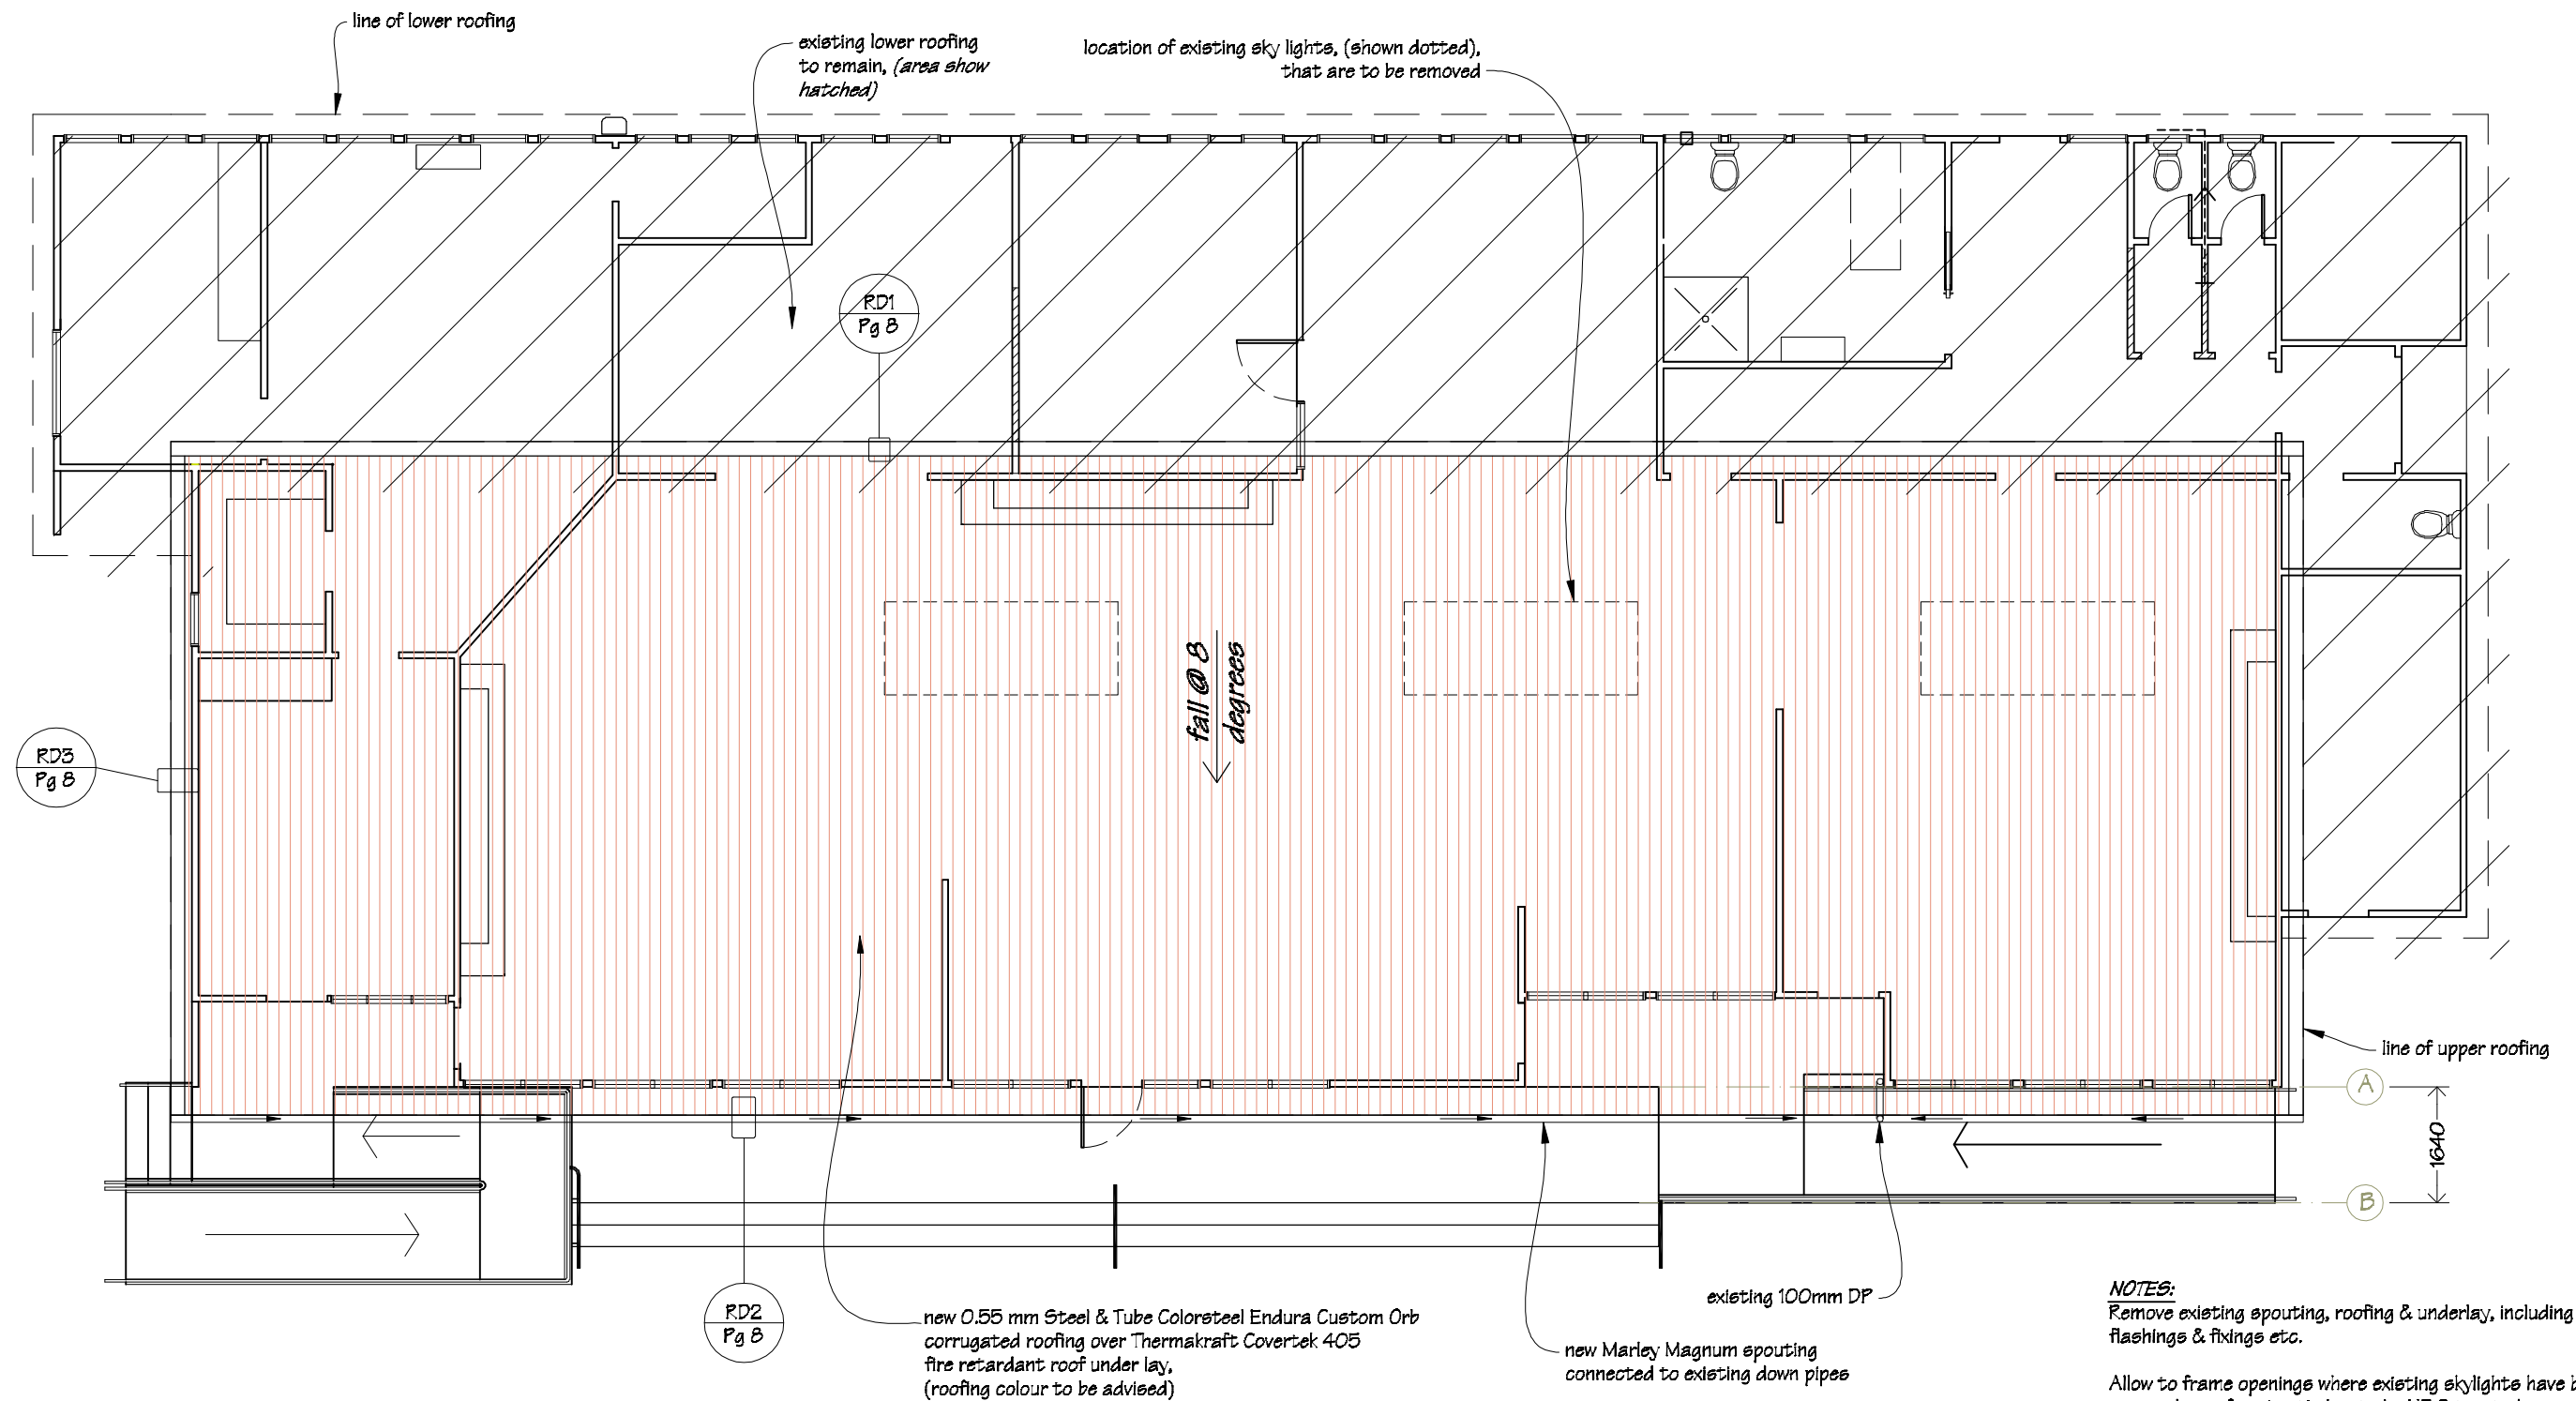 line of lower roofing
existing lower roofing
to remain, (area show
hatched)
location of existing sky lights, (shown dotted),
that are to be removed
RD1
Pg 8
fall @ 8
degrees
RD3
Pg 8
line of upper roofing
A
1640
B
RD2
Pg 8
new 0.55 mm Steel & Tube Colorsteel Endura Custom Orb
corrugated roofing over Thermakraft Covertek 405
fire retardant roof under lay,
(roofing colour to be advised)
existing 100mm DP
new Marley Magnum spouting
connected to existing down pipes
NOTES:
Remove existing spouting, roofing & underlay, including
flashings & fixings etc.
Allow to frame openings where existing skylights have